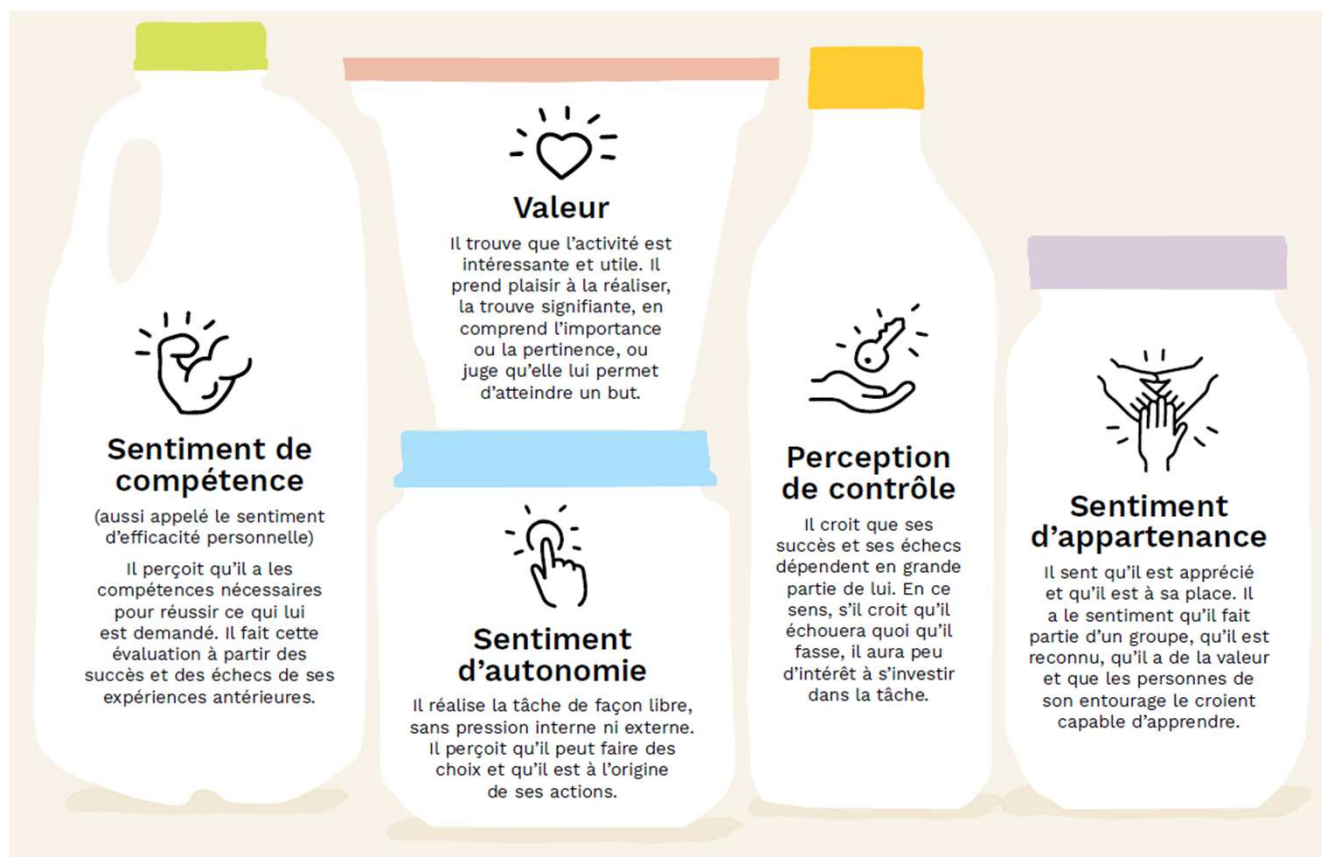 Sentiment de
compétence
(aussi appelé le sentiment
d'efficacité personnelle)
Il perçoit qu'il a les
compétences nécessaires
pour réussir ce qui lui
est demandé. Il fait cette
évaluation à partir des
succès et des échecs de ses
expériences antérieures.
Valeur
Il trouve que l'activité est
intéressante et utile. Il
prend plaisir à la réaliser,
la trouve signifiante, en
comprend l'importance
ou la pertinence, ou
juge qu'elle lui permet
d'atteindre un but.
Sentiment
d'autonomie
Il réalise la tâche de façon libre,
sans pression interne ni externe.
Il perçoit qu'il peut faire des
choix et qu'il est à l'origine
de ses actions.
Perception
de contrôle
Il croit que ses
succès et ses échecs
dépendent en grande
partie de lui. En ce
sens, s'il croit qu'il
échouera quoi qu'il
fasse, il aura peu
d'intérêt à s'investir
dans la tâche.
Sentiment
d'appartenance
Il sent qu'il est apprécié
et qu'il est à sa place. Il
a le sentiment qu'il fait
partie d'un groupe, qu'il est
reconnu, qu'il a de la valeur
et que les personnes de
son entourage le croient
capable d'apprendre.